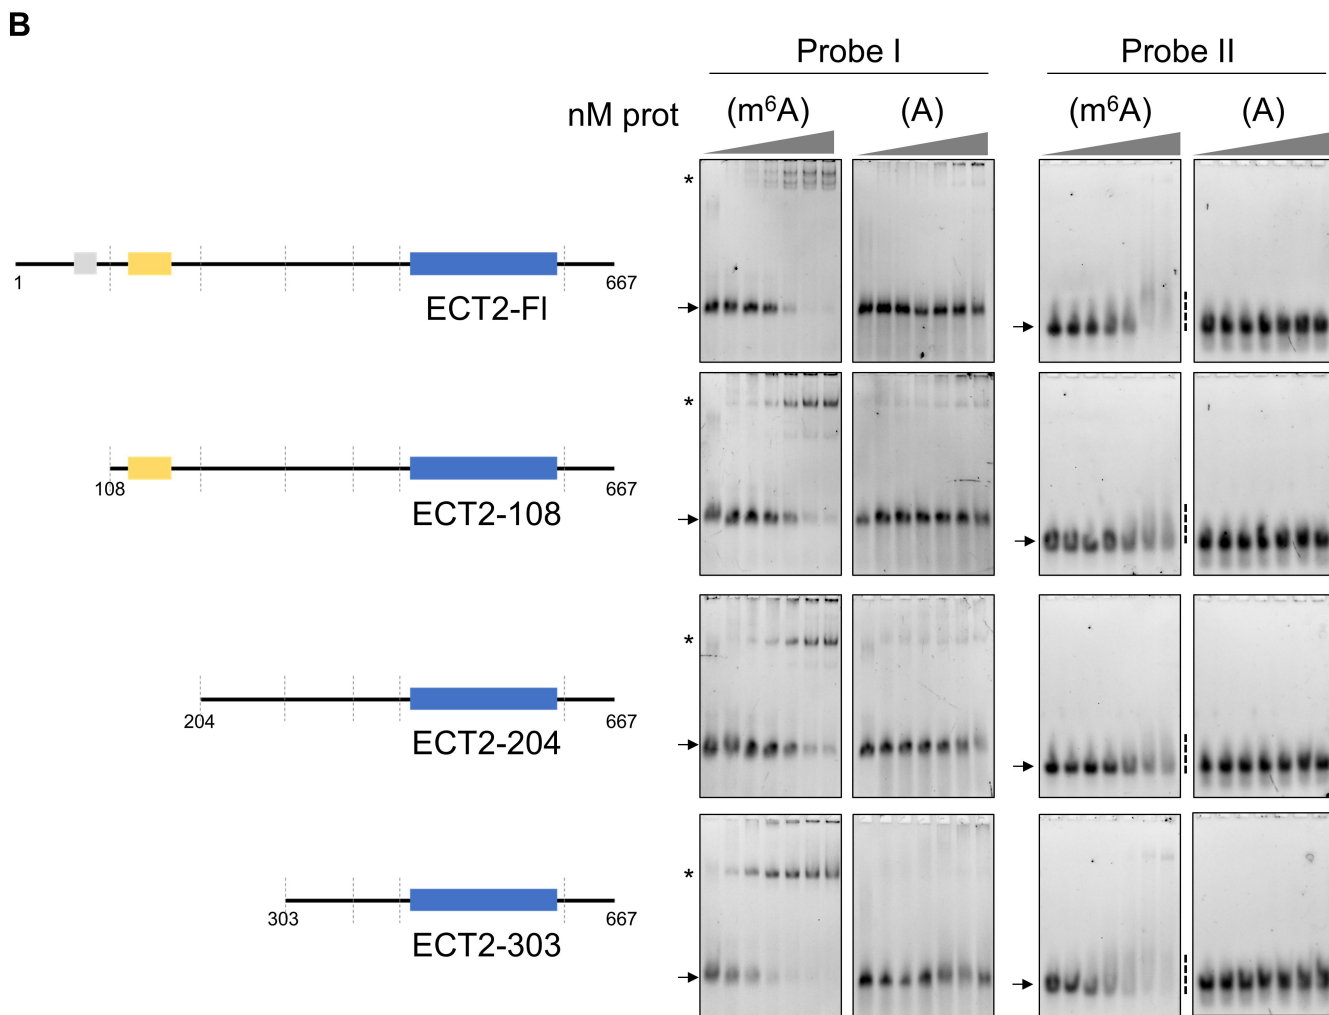 B
Probe I Probe II
nM prot (m⁶A) (A) (m⁶A) (A)
*
1 667
ECT2-Fl
*
108 667
ECT2-108
*
204 667
ECT2-204
*
303 667
ECT2-303